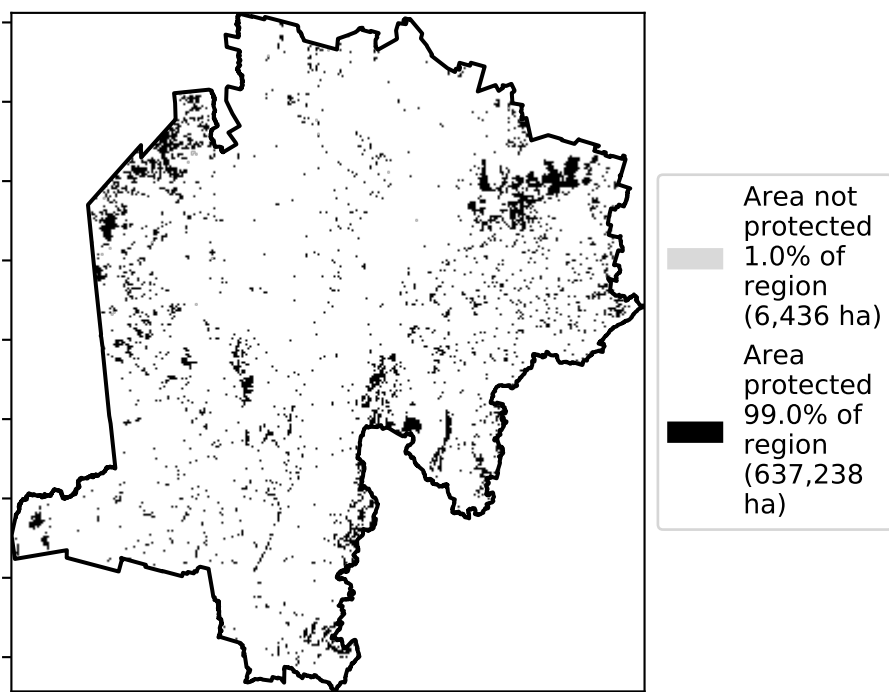 Area not
protected
1.0% of
region
(6,436 ha)
Area
protected
99.0% of
region
(637,238
ha)